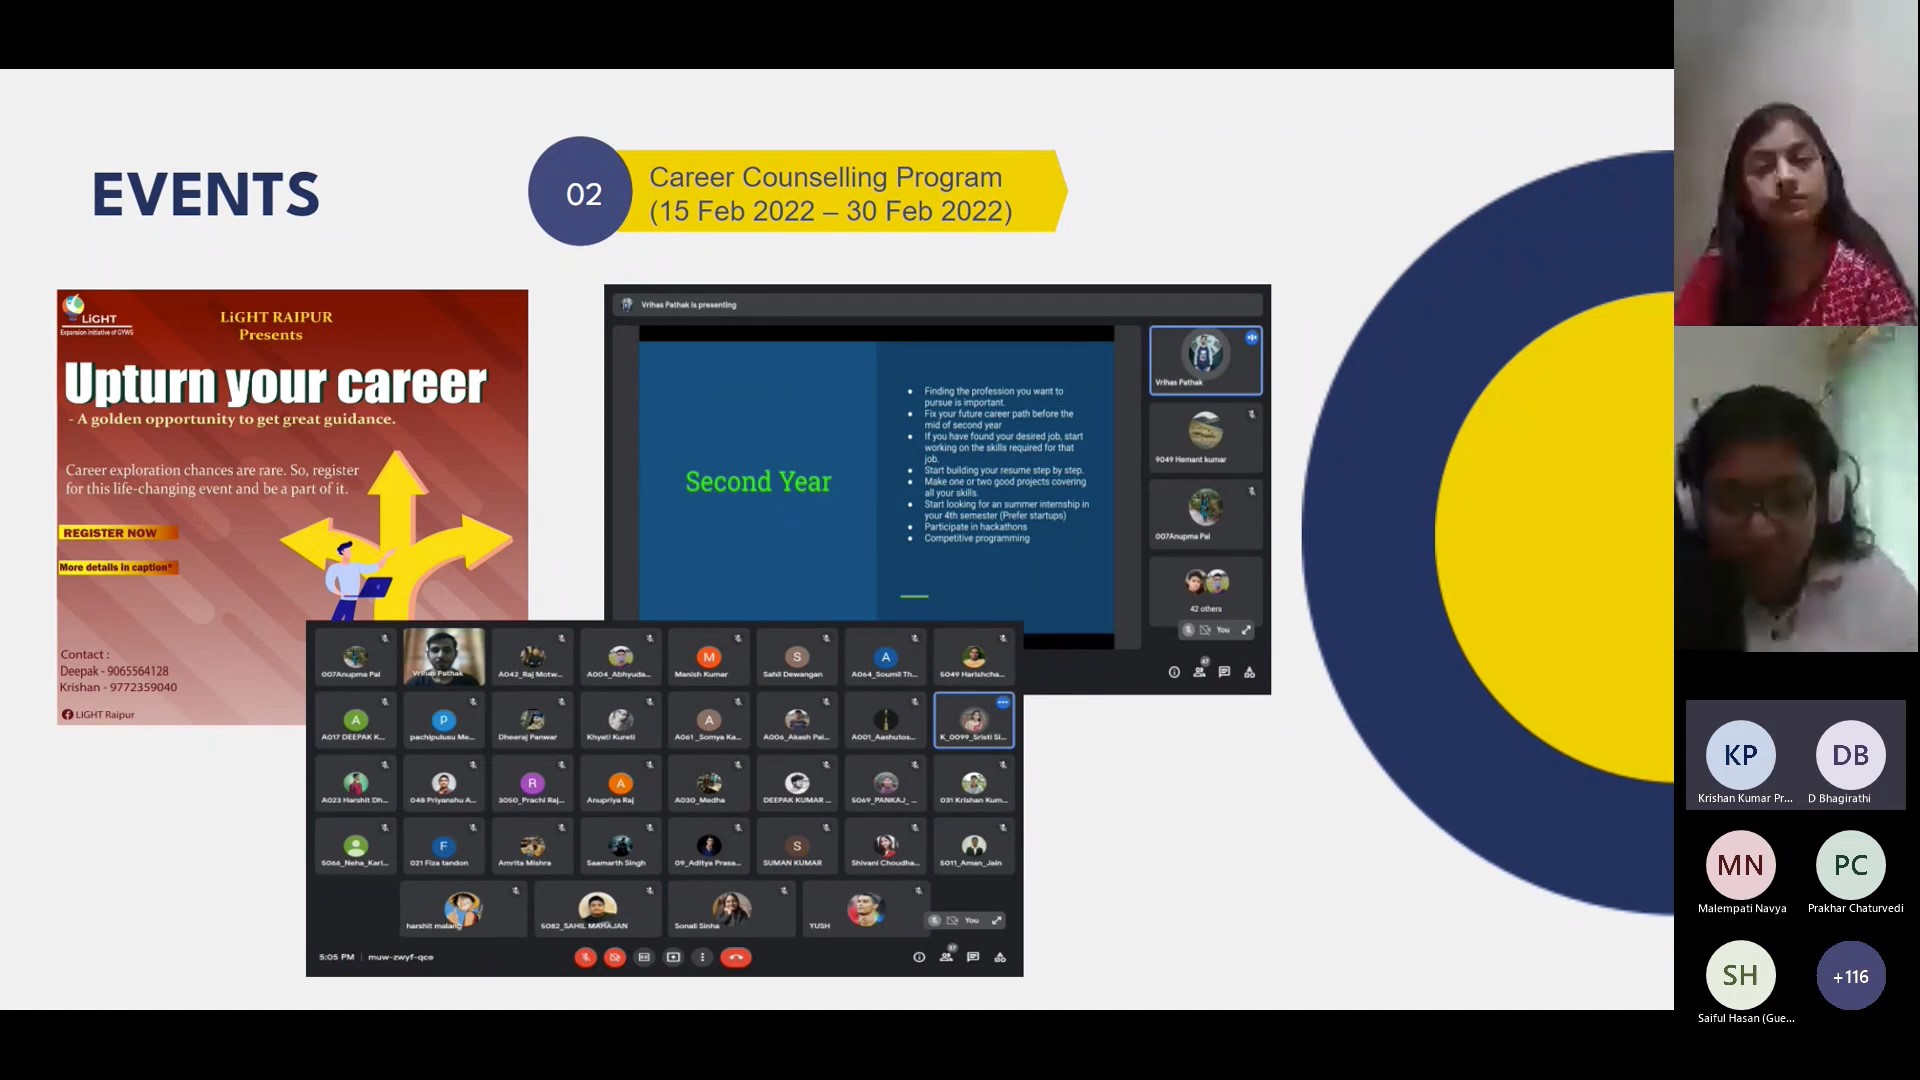 EVENTS
02
Career Counselling Program
(15 Feb 2022 – 30 Feb 2022)
LiGHT
Expansion initiative of GYWS
LiGHT RAIPUR
Presents
Upturn your career
- A golden opportunity to get great guidance.
Career exploration chances are rare. So, register
for this life-changing event and be a part of it.
REGISTER NOW
More details in caption*
Contact :
Deepak - 9065564128
Krishan - 9772359040
LIGHT Raipur
Vrihas Pathak is presenting
Second Year
Finding the profession you want to
pursue is important.
Fix your future career path before the
mid of second year
If you have found your desired job, start
working on the skills required for that
job.
Start building your resume step by step.
Make one or two good projects covering
all your skills.
Start looking for an summer internship in
your 4th semester (Prefer startups)
Participate in hackathons
Competitive programming
Vrihas Pathak
9049 Hemant kumar
007Anupma Pal
42 others
You
47
007Anupma Pal
Vrihas Pathak
A042_Raj Motw...
A004_Abhyuda...
M
Manish Kumar
S
Sahil Dewangan
A
A064_Soumil Th...
5049 Harishcha...
A
A017 DEEPAK K...
P
pachipulusu Me...
Dheeraj Panwar
Khyati Kureti
A
A061_Somya Ka...
A006_Akash Pai...
A001_Aashutos...
K_0099_Sristi Si...
A023 Harshit Dh...
048 Priyanshu A...
R
3050_Prachi Raj...
A
Anupriya Raj
A030_Medha
DEEPAK KUMAR ...
5069_PANKAJ_...
031 Krishan Kum...
5066_Neha_Karl...
F
021 Fiza tandon
Amrita Mishra
Saamarth Singh
09_Aditya Prasa...
S
SUMAN KUMAR
Shivani Choudha...
5011_Aman_Jain
harshit malang
5082_SAHIL MAHAJAN
Sonali Sinha
YUSH
You
5:05 PM | muw-zwyf-qce
37
KP
Krishan Kumar Pr...
DB
D Bhagirathi
MN
Malempati Navya
PC
Prakhar Chaturvedi
SH
Saiful Hasan (Gue...
+116